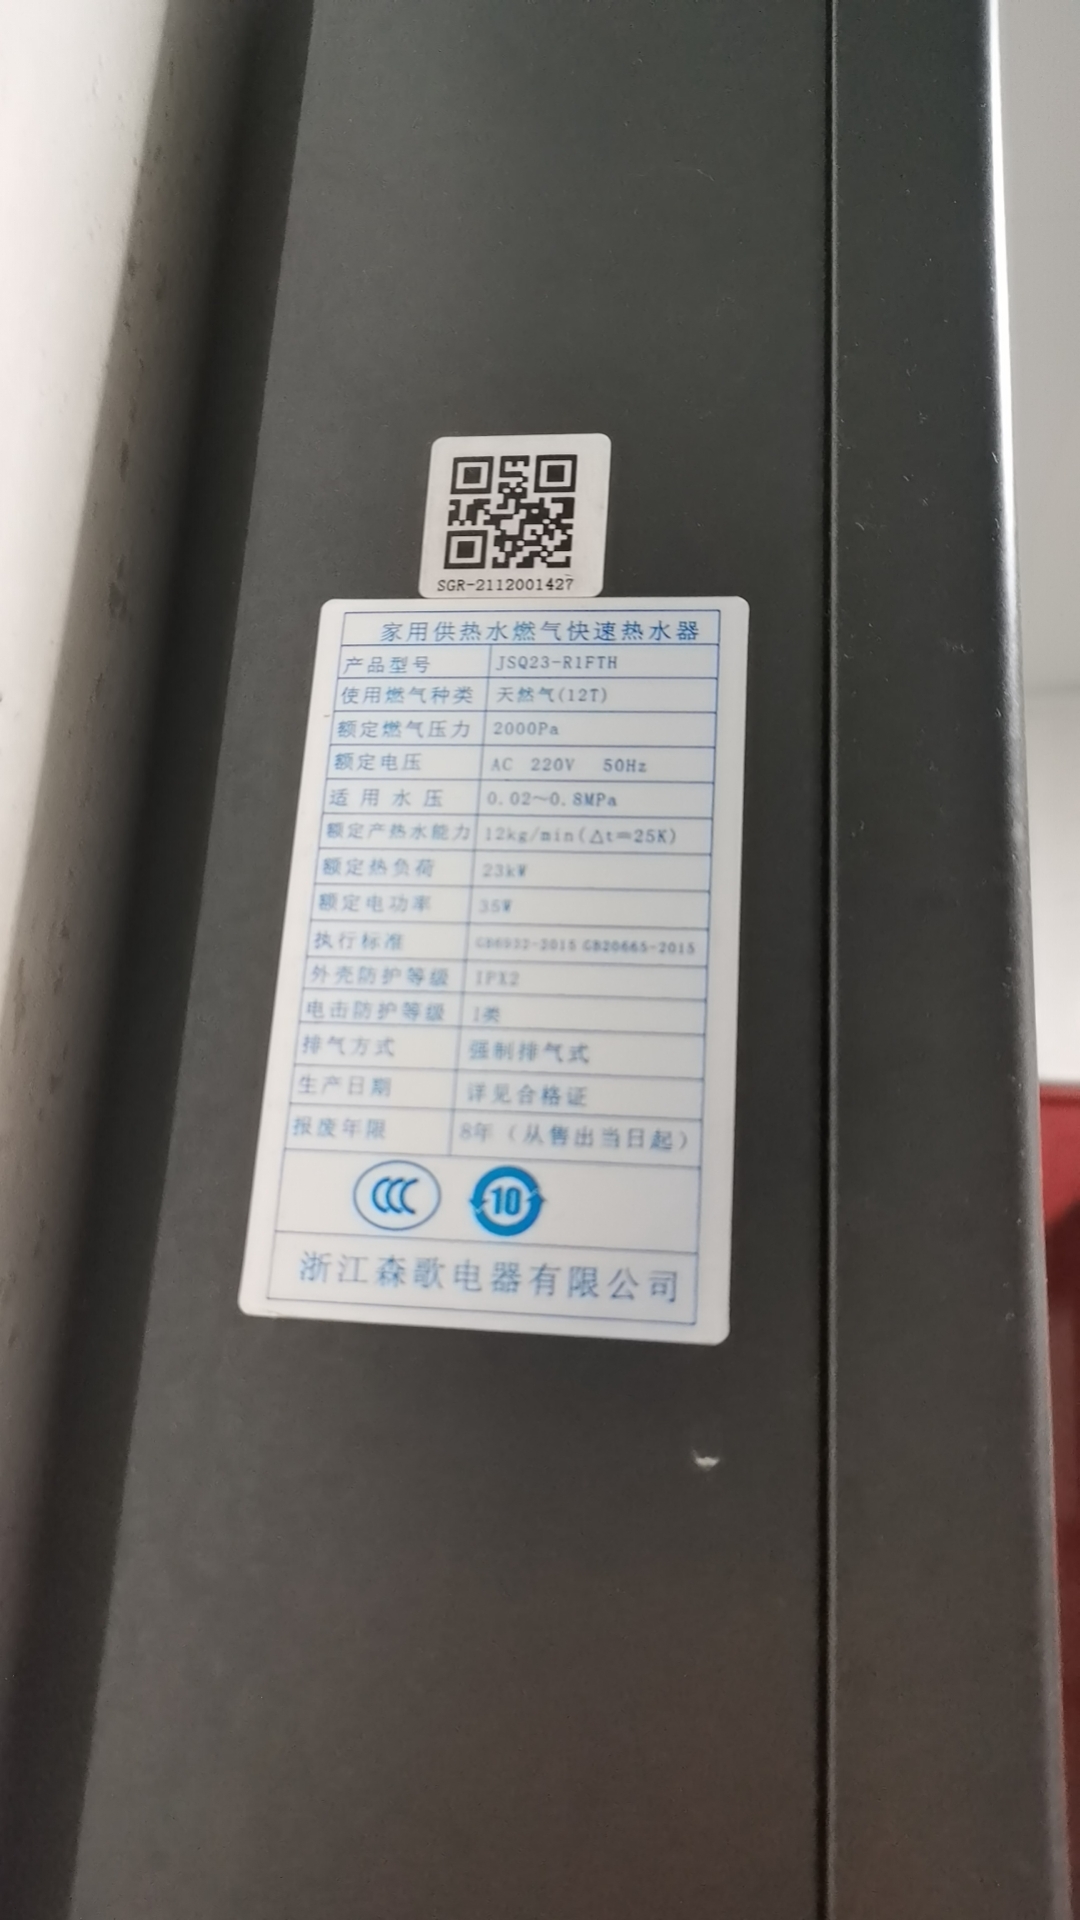 SGR-2112001427
家用供热水燃气快速热水器
产品型号 JSQ23-R1FTH
使用燃气种类 天然气(12T)
额定燃气压力 2000Pa
额定电压 AC 220V 50Hz
适用水压 0.02~0.8MPa
额定产热水能力 12kg/min(△t=25K)
额定热负荷 23kW
额定电功率 35W
执行标准 GB6932-2015 GB20665-2015
外壳防护等级 IPX2
电击防护等级 I类
排气方式 强制排气式
生产日期 详见合格证
报废年限 8年（从售出当日起）
CCC 10
浙江森歌电器有限公司